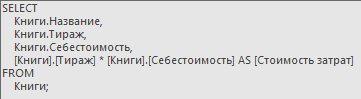 SELECT
Книги.Название,
Книги.Тираж,
Книги.Себестоимость,
[Книги].[Тираж] * [Книги].[Себестоимость] AS [Стоимость затрат]
FROM
Книги;